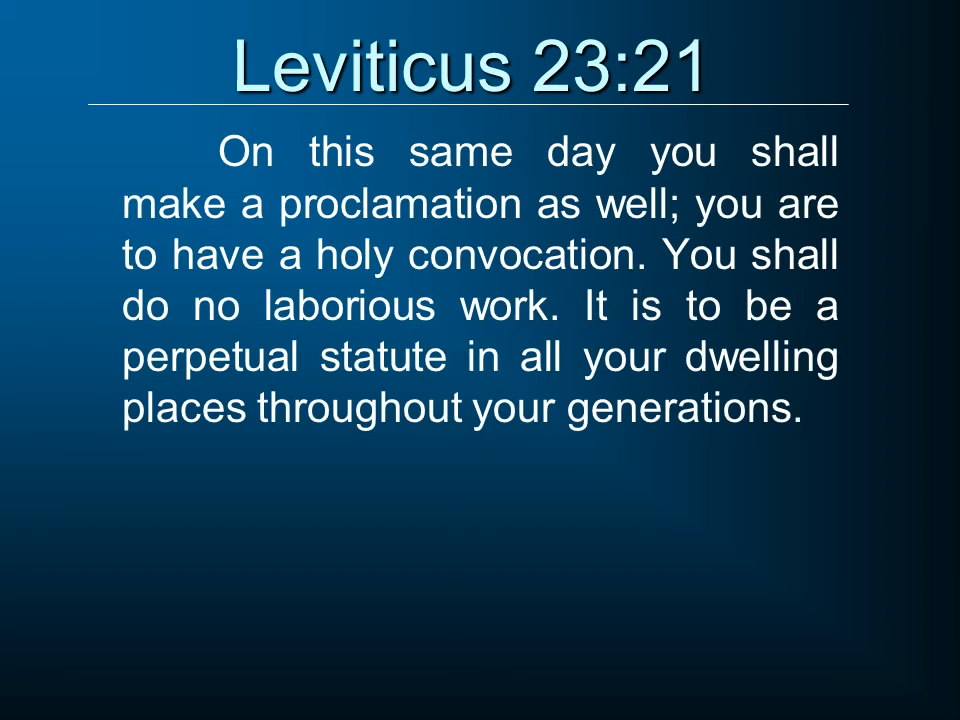 Leviticus 23:21
On this same day you shall
make a proclamation as well; you are
to have a holy convocation. You shall
do no laborious work. It is to be a
perpetual statute in all your dwelling
places throughout your generations.